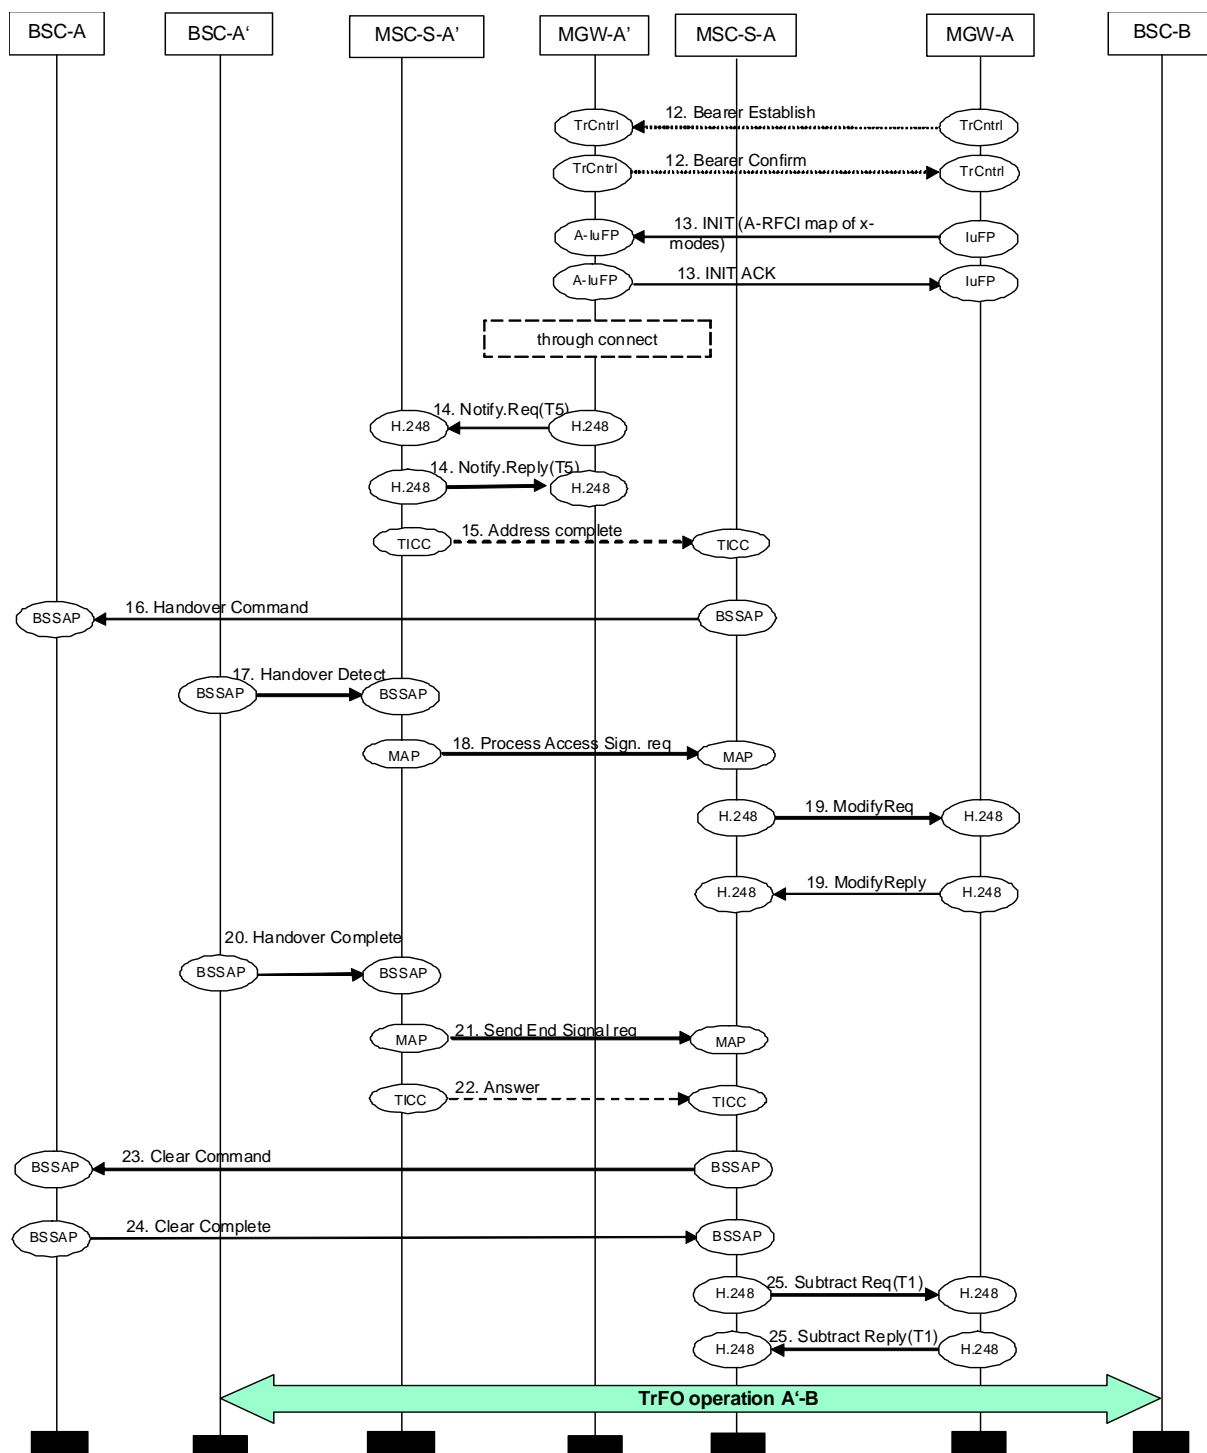 BSC-A BSC-A‘ MSC-S-A’ MGW-A’ MSC-S-A MGW-A BSC-B
TrCntrl 12. Bearer Establish TrCntrl
TrCntrl 12. Bearer Confirm TrCntrl
A-IuFP 13. INIT (A-RFCI map of x-
modes) IuFP
A-IuFP 13. INIT ACK IuFP
through connect
14. Notify.Req(T5)
H.248 H.248
14. Notify.Reply(T5)
H.248 H.248
15. Address complete
TICC TICC
16. Handover Command
BSSAP BSSAP
17. Handover Detect
BSSAP BSSAP
18. Process Access Sign. req
MAP MAP
19. ModifyReq
H.248 H.248
19. ModifyReply
H.248 H.248
20. Handover Complete
BSSAP BSSAP
21. Send End Signal req
MAP MAP
22. Answer
TICC TICC
23. Clear Command
BSSAP BSSAP
24. Clear Complete
BSSAP BSSAP
25. Subtract Req(T1)
H.248 H.248
25. Subtract Reply(T1)
H.248 H.248
TrFO operation A‘-B